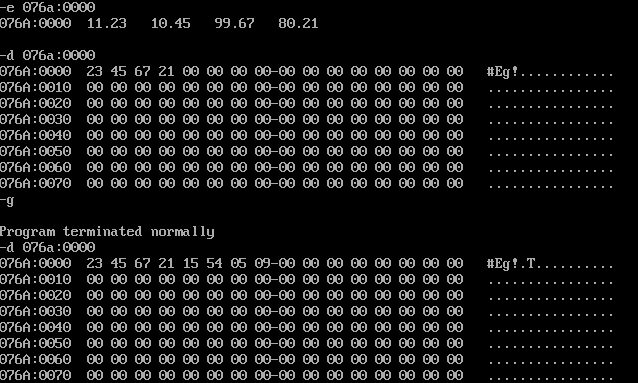 -e 076a:0000
076A:0000  11.23   10.45   99.67   80.21
-d 076a:0000
076A:0000  23 45 67 21 00 00 00 00-00 00 00 00 00 00 00 00   #Eg!............
076A:0010  00 00 00 00 00 00 00 00-00 00 00 00 00 00 00 00   ................
076A:0020  00 00 00 00 00 00 00 00-00 00 00 00 00 00 00 00   ................
076A:0030  00 00 00 00 00 00 00 00-00 00 00 00 00 00 00 00   ................
076A:0040  00 00 00 00 00 00 00 00-00 00 00 00 00 00 00 00   ................
076A:0050  00 00 00 00 00 00 00 00-00 00 00 00 00 00 00 00   ................
076A:0060  00 00 00 00 00 00 00 00-00 00 00 00 00 00 00 00   ................
076A:0070  00 00 00 00 00 00 00 00-00 00 00 00 00 00 00 00   ................
-g
Program terminated normally
-d 076a:0000
076A:0000  23 45 67 21 15 54 05 09-00 00 00 00 00 00 00 00   #Eg!.T..........
076A:0010  00 00 00 00 00 00 00 00-00 00 00 00 00 00 00 00   ................
076A:0020  00 00 00 00 00 00 00 00-00 00 00 00 00 00 00 00   ................
076A:0030  00 00 00 00 00 00 00 00-00 00 00 00 00 00 00 00   ................
076A:0040  00 00 00 00 00 00 00 00-00 00 00 00 00 00 00 00   ................
076A:0050  00 00 00 00 00 00 00 00-00 00 00 00 00 00 00 00   ................
076A:0060  00 00 00 00 00 00 00 00-00 00 00 00 00 00 00 00   ................
076A:0070  00 00 00 00 00 00 00 00-00 00 00 00 00 00 00 00   ................